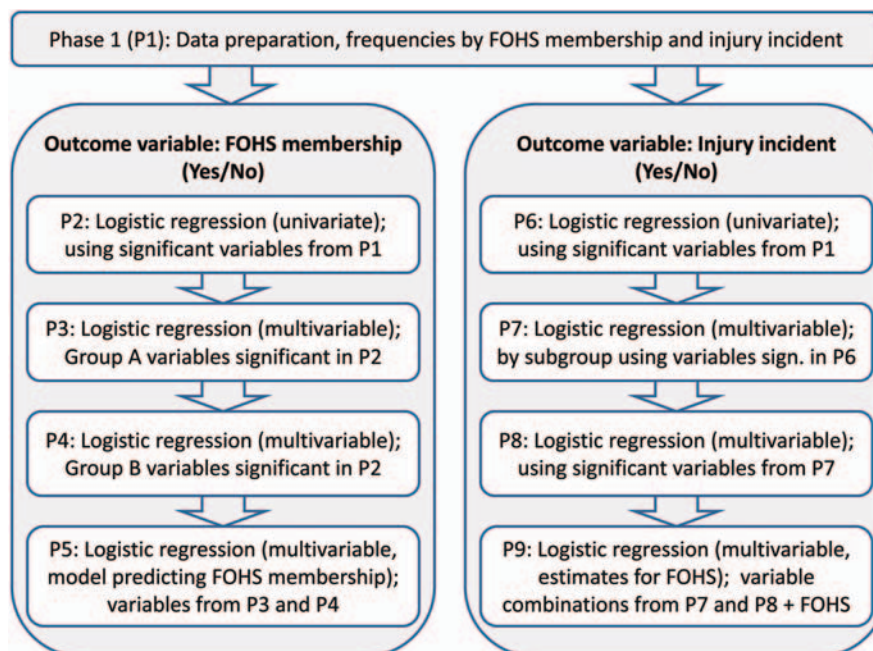 Phase 1 (P1): Data preparation, frequencies by FOHS membership and injury incident
Outcome variable: FOHS membership
(Yes/No)
P2: Logistic regression (univariate);
using significant variables from P1
P3: Logistic regression (multivariable);
Group A variables significant in P2
P4: Logistic regression (multivariable);
Group B variables significant in P2
P5: Logistic regression (multivariable,
model predicting FOHS membership);
variables from P3 and P4
Outcome variable: Injury incident
(Yes/No)
P6: Logistic regression (univariate);
using significant variables from P1
P7: Logistic regression (multivariable);
by subgroup using variables sign. in P6
P8: Logistic regression (multivariable);
using significant variables from P7
P9: Logistic regression (multivariable,
estimates for FOHS); variable
combinations from P7 and P8 + FOHS